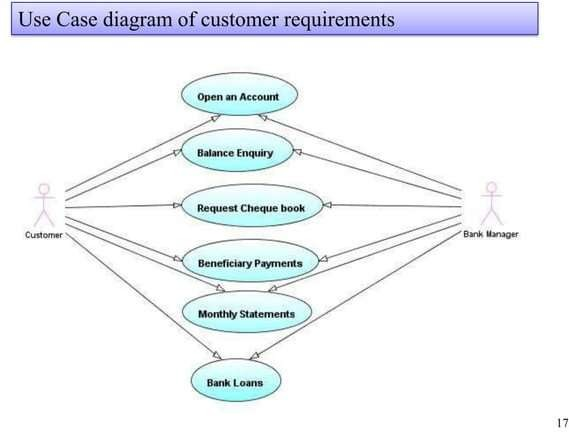 Use Case diagram of customer requirements
Open an Account
Balance Enquiry
Request Cheque book
Customer
Bank Manager
Beneficiary Payments
Monthly Statements
Bank Loans
17